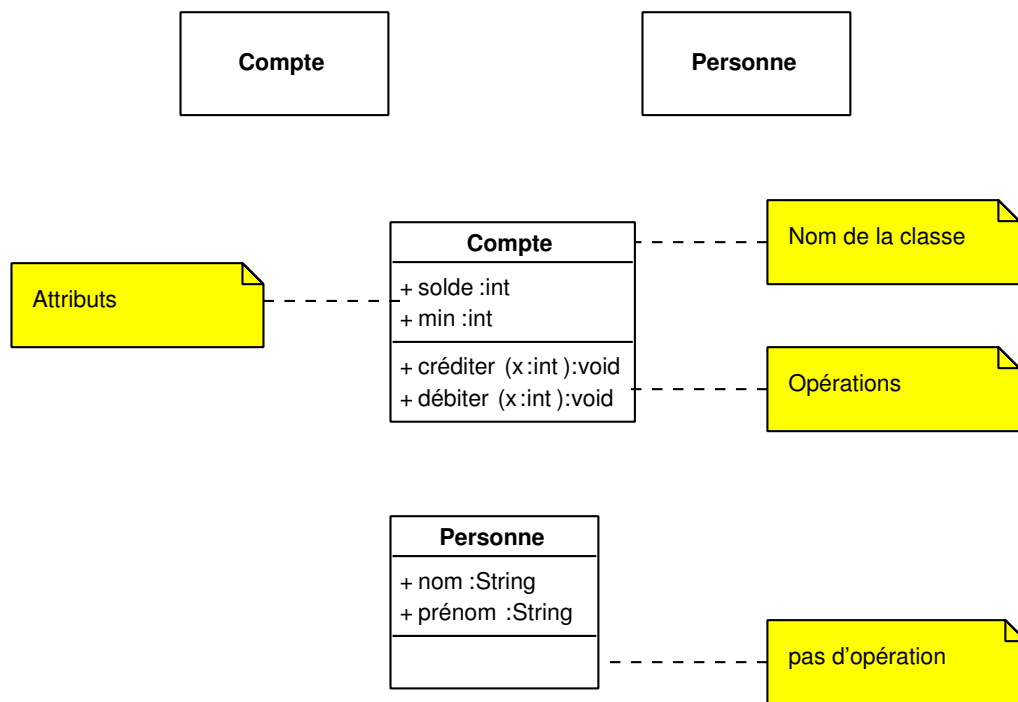 Compte
Personne
Compte
Nom de la classe
Attributs
+ solde :int
+ min :int
+ créditer (x :int ):void
+ débiter (x :int ):void
Opérations
Personne
+ nom :String
+ prénom :String
pas d’opération